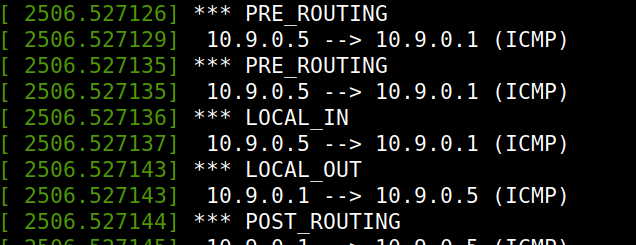 [ 2506.527126] *** PRE_ROUTING
[ 2506.527129]  10.9.0.5 --> 10.9.0.1 (ICMP)
[ 2506.527135] *** PRE_ROUTING
[ 2506.527135]  10.9.0.5 --> 10.9.0.1 (ICMP)
[ 2506.527136] *** LOCAL_IN
[ 2506.527137]  10.9.0.5 --> 10.9.0.1 (ICMP)
[ 2506.527143] *** LOCAL_OUT
[ 2506.527143]  10.9.0.1 --> 10.9.0.5 (ICMP)
[ 2506.527144] *** POST_ROUTING
[ 2506.527145]  10.9.0.1 --> 10.9.0.5 (ICMP)